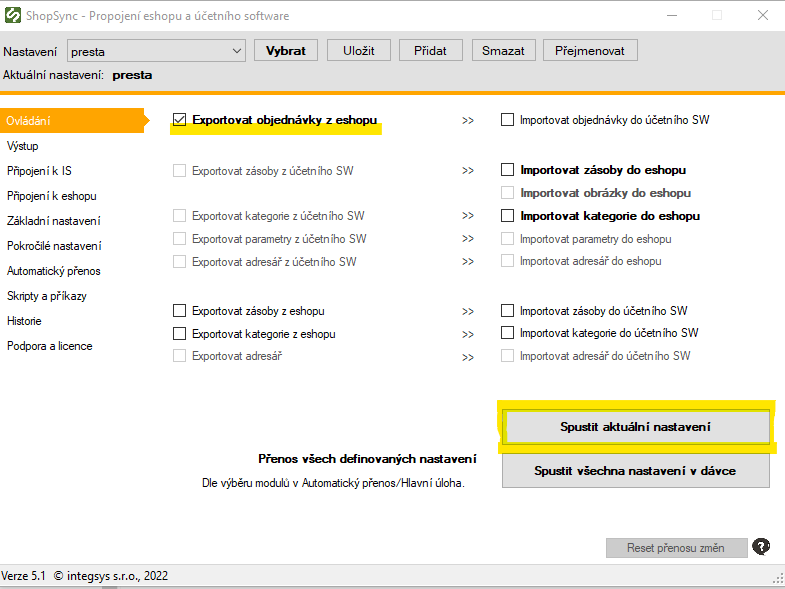 ShopSync - Propojení eshopu a účetního software
Nastavení presta Vybrat Uložit Přidat Smazat Přejmenovat
Aktuální nastavení: presta
Ovládání
Výstup
Připojení k IS
Připojení k eshopu
Základní nastavení
Pokročilé nastavení
Automatický přenos
Skripty a příkazy
Historie
Podpora a licence
Exportovat objednávky z eshopu >> Importovat objednávky do účetního SW
Exportovat zásoby z účetního SW >> Importovat zásoby do eshopu
Importovat obrázky do eshopu
Exportovat kategorie z účetního SW >> Importovat kategorie do eshopu
Exportovat parametry z účetního SW >> Importovat parametry do eshopu
Exportovat adresář z účetního SW >> Importovat adresář do eshopu
Exportovat zásoby z eshopu >> Importovat zásoby do účetního SW
Exportovat kategorie z eshopu >> Importovat kategorie do účetního SW
Exportovat adresář >> Importovat adresář do účetního SW
Spustit aktuální nastavení
Přenos všech definovaných nastavení
Dle výběru modulů v Automatický přenos/Hlavní úloha.
Spustit všechna nastavení v dávce
Reset přenosu změn ?
Verze 5.1 © integsys s.r.o., 2022